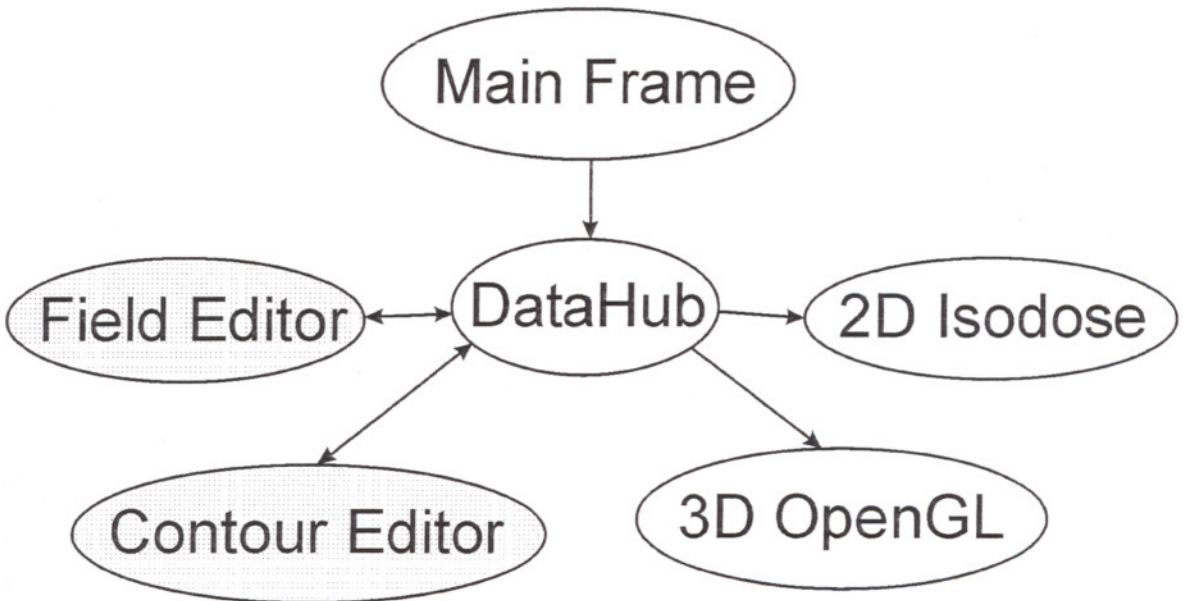 Main Frame
DataHub
Field Editor
2D Isodose
Contour Editor
3D OpenGL